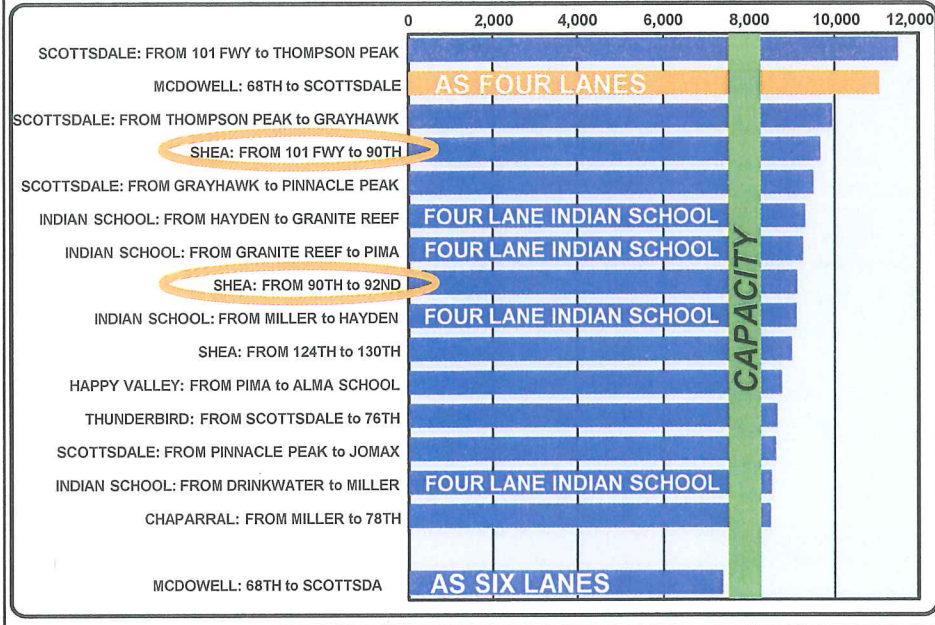 0 2,000 4,000 6,000 8,000 10,000 12,000
SCOTTSDALE: FROM 101 FWY to THOMPSON PEAK
MCDOWELL: 68TH to SCOTTSDALE AS FOUR LANES
SCOTTSDALE: FROM THOMPSON PEAK to GRAYHAWK
SHEA: FROM 101 FWY to 90TH
SCOTTSDALE: FROM GRAYHAWK to PINNACLE PEAK
INDIAN SCHOOL: FROM HAYDEN to GRANITE REEF FOUR LANE INDIAN SCHOOL
INDIAN SCHOOL: FROM GRANITE REEF to PIMA FOUR LANE INDIAN SCHOOL
SHEA: FROM 90TH to 92ND
INDIAN SCHOOL: FROM MILLER to HAYDEN FOUR LANE INDIAN SCHOOL
SHEA: FROM 124TH to 130TH
HAPPY VALLEY: FROM PIMA to ALMA SCHOOL
THUNDERBIRD: FROM SCOTTSDALE to 76TH
SCOTTSDALE: FROM PINNACLE PEAK to JOMAX
INDIAN SCHOOL: FROM DRINKWATER to MILLER FOUR LANE INDIAN SCHOOL
CHAPARRAL: FROM MILLER to 78TH
MCDOWELL: 68TH to SCOTTSDA AS SIX LANES
CAPACITY